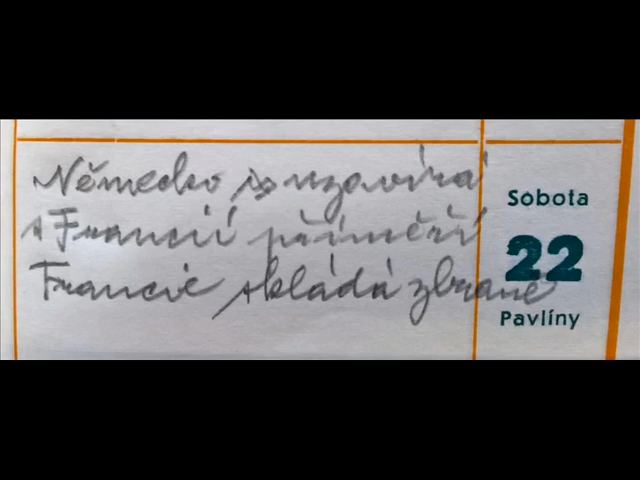 Německo uzavírá
s Francií příměří
Francie skládá zbraně
Sobota
22
Pavlíny